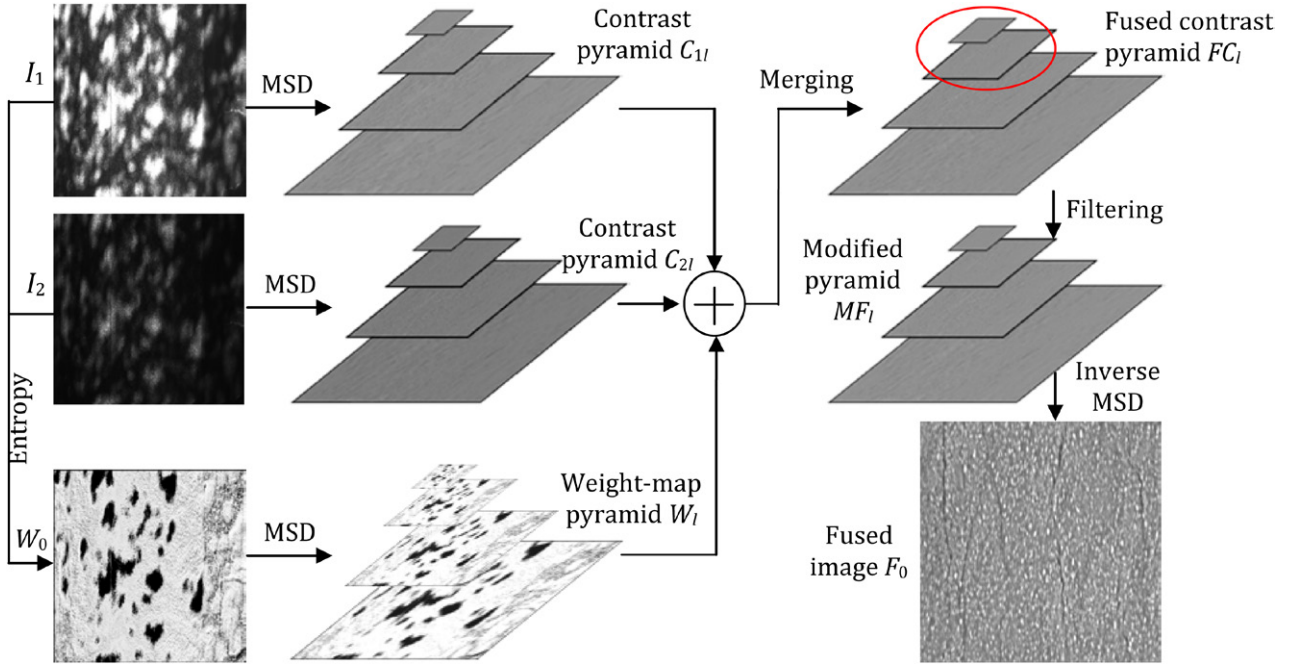 I₁
MSD
Contrast
pyramid C₁ₗ
Merging
Fused contrast
pyramid FCₗ
I₂
MSD
Contrast
pyramid C₂ₗ
Filtering
Modified
pyramid
MFₗ
Inverse
MSD
Entropy
W₀
MSD
Weight-map
pyramid Wₗ
Fused
image F₀